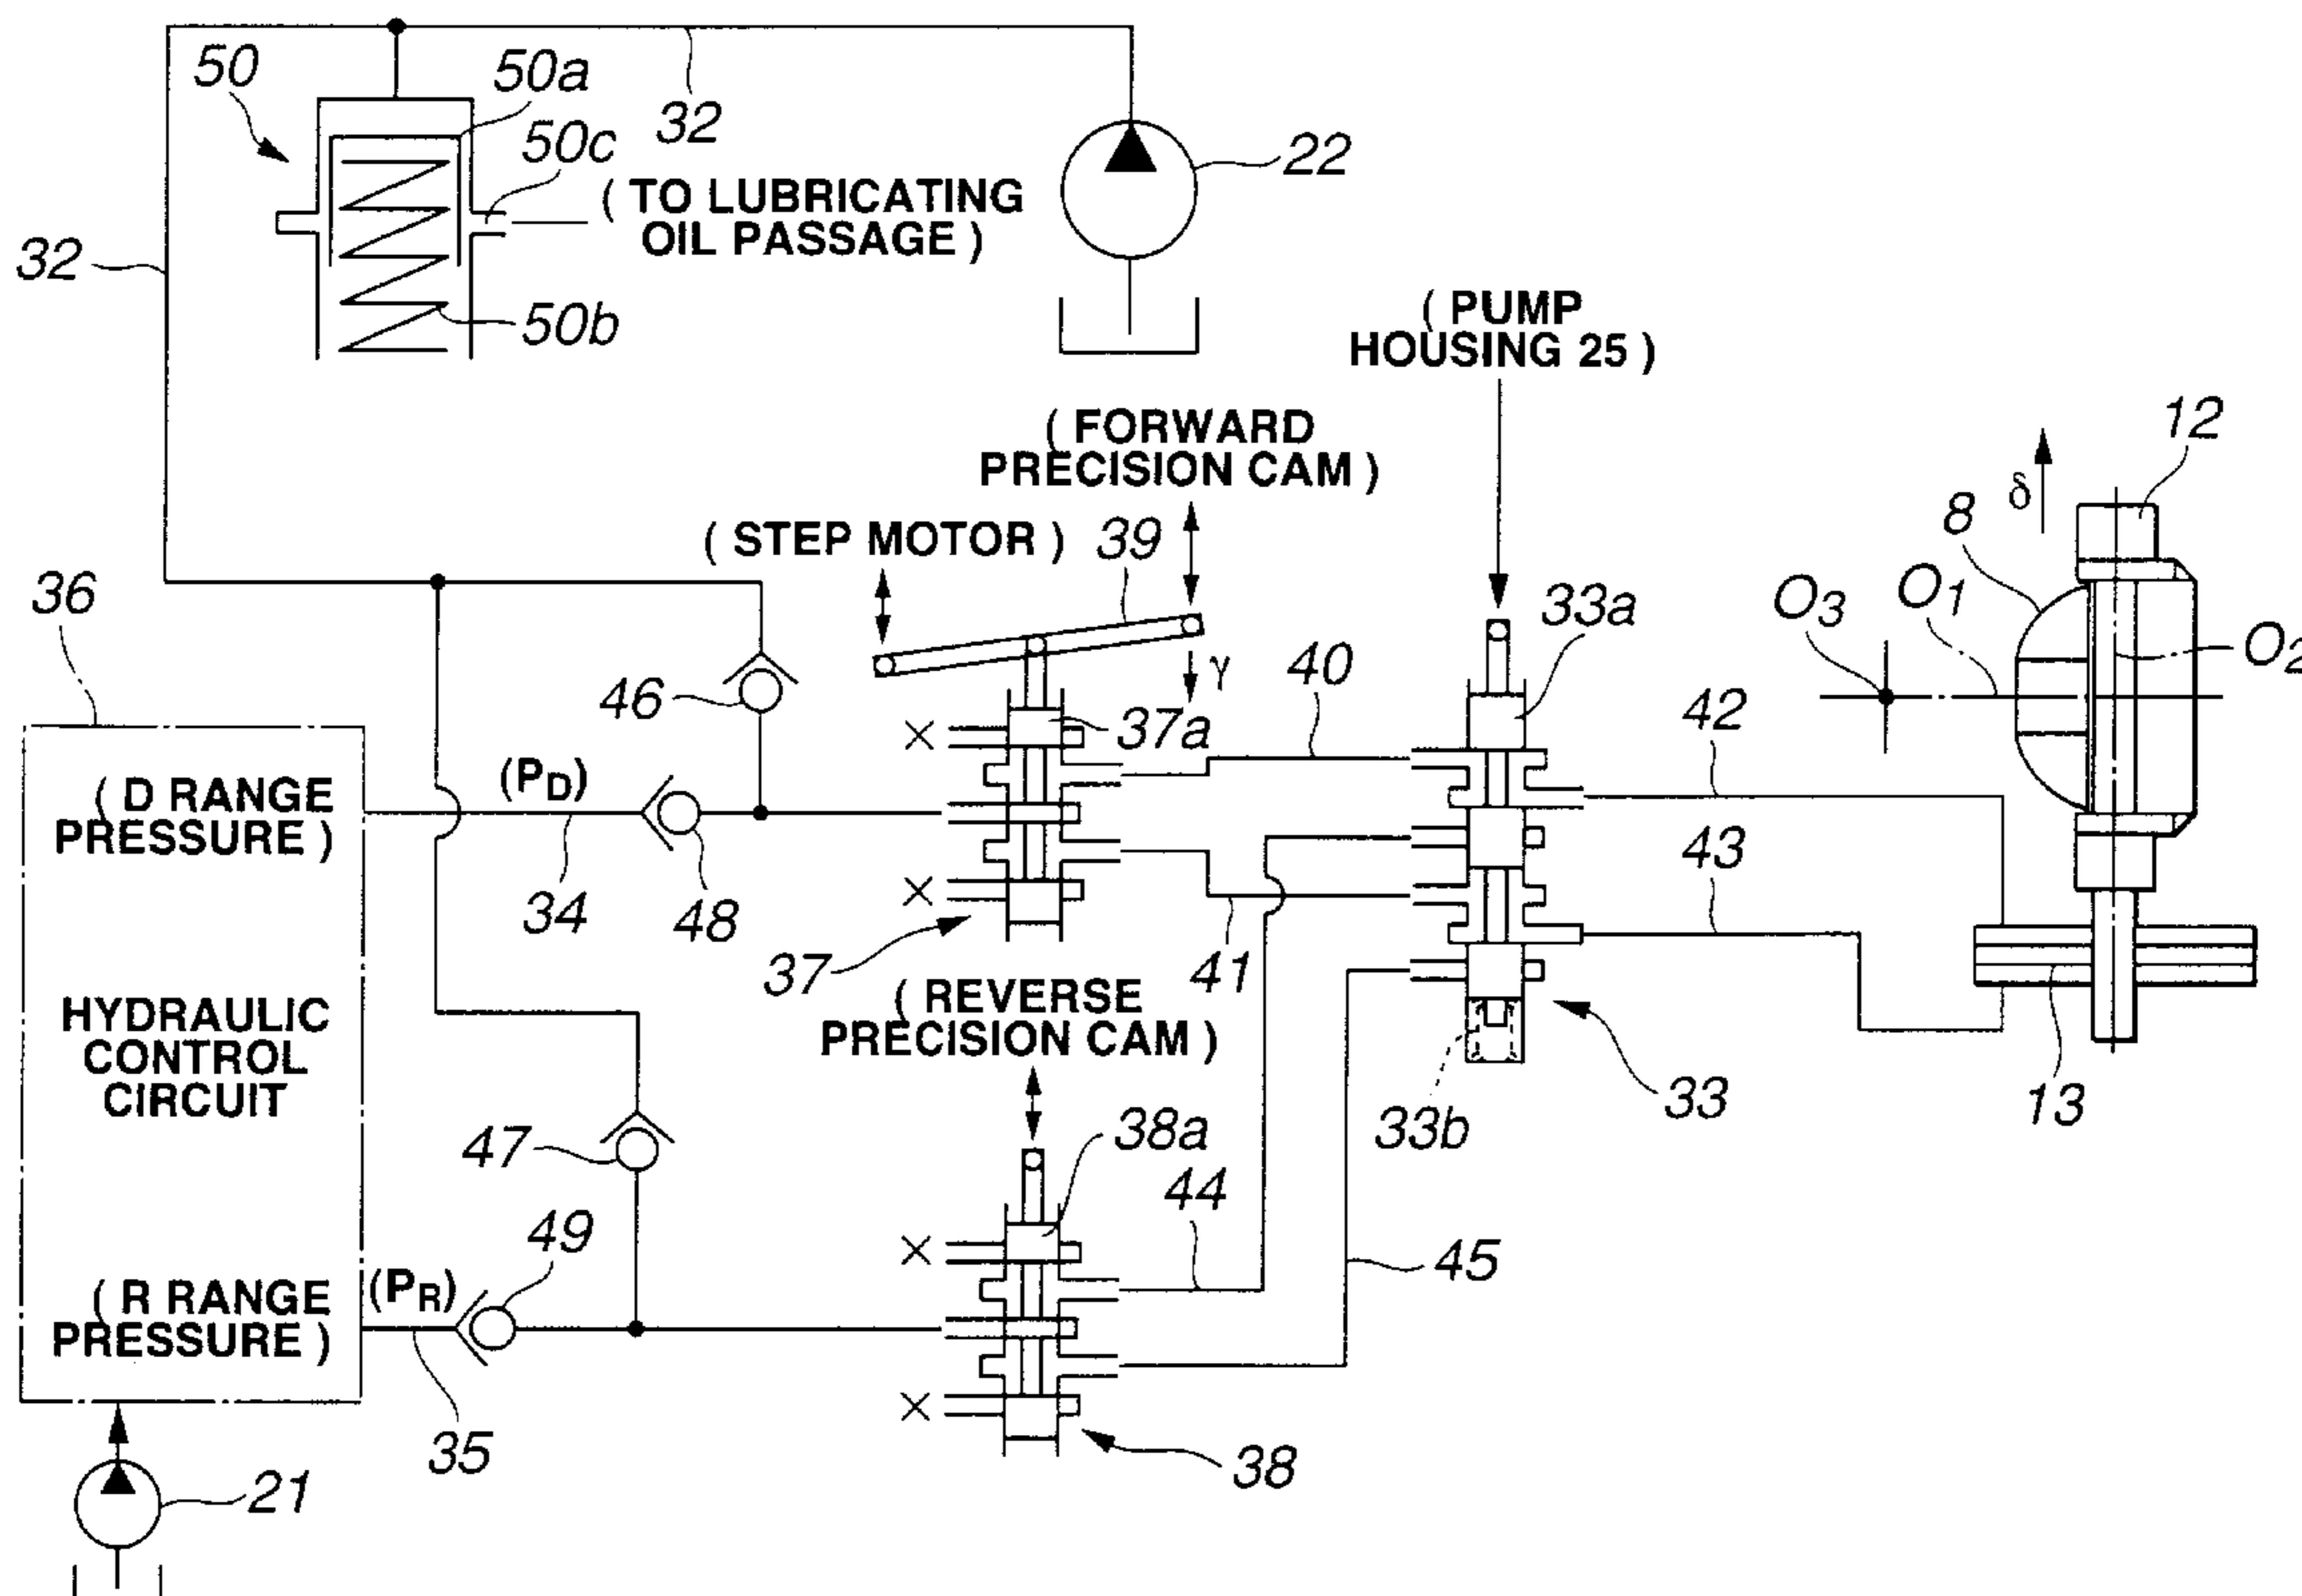 50
50a
32
50c
22
( TO LUBRICATING
OIL PASSAGE )
32
50b
( PUMP
HOUSING 25 )
( FORWARD
PRECISION CAM )
12
δ
8
( STEP MOTOR )
39
36
33a
O3
O1
O2
46
γ
40
42
37a
(PD)
( D RANGE
PRESSURE )
43
34
48
37
41
( REVERSE
PRECISION CAM )
HYDRAULIC
CONTROL
CIRCUIT
33
13
33b
47
38a
44
49
45
(PR)
( R RANGE
PRESSURE )
35
38
21